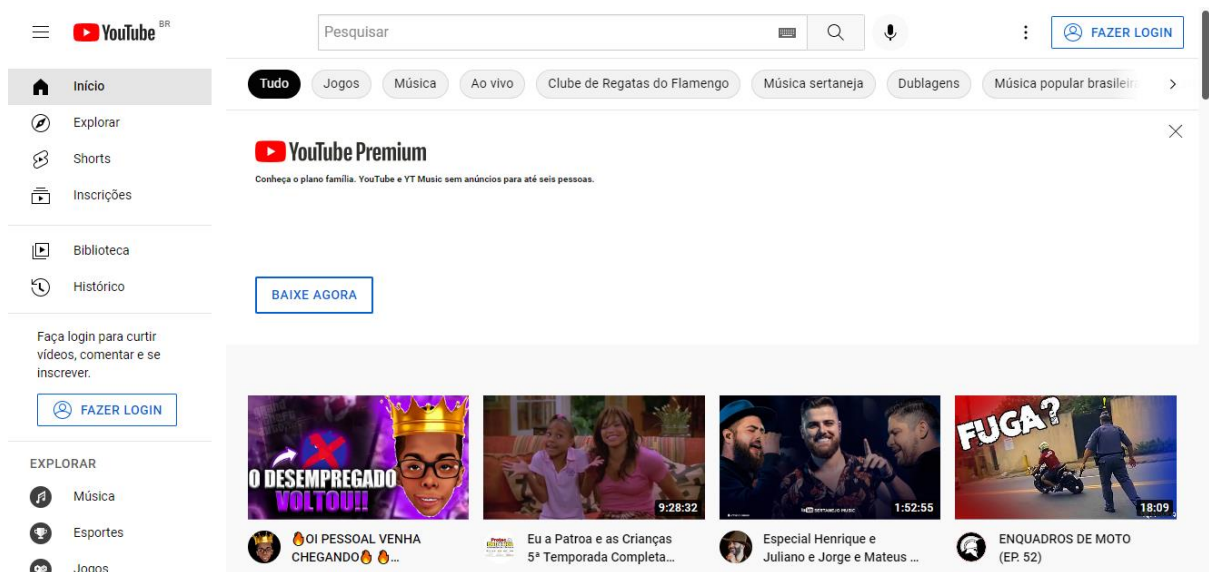 YouTube BR
Pesquisar
FAZER LOGIN
Início
Explorar
Shorts
Inscrições
Biblioteca
Histórico
Faça login para curtir
vídeos, comentar e se
inscrever.
FAZER LOGIN
EXPLORAR
Música
Esportes
Jogos
Tudo
Jogos
Música
Ao vivo
Clube de Regatas do Flamengo
Música sertaneja
Dublagens
Música popular brasileir
YouTube Premium
Conheça o plano família. YouTube e YT Music sem anúncios para até seis pessoas.
BAIXE AGORA
O DESEMPREGADO
VOLTOU!!
🔥OI PESSOAL VENHA
CHEGANDO🔥 🔥...
9:28:32
Eu a Patroa e as Crianças
5ª Temporada Completa...
SERTANEJO MUSIC
1:52:55
Especial Henrique e
Juliano e Jorge e Mateus ...
FUGA?
18:09
ENQUADROS DE MOTO
(EP. 52)